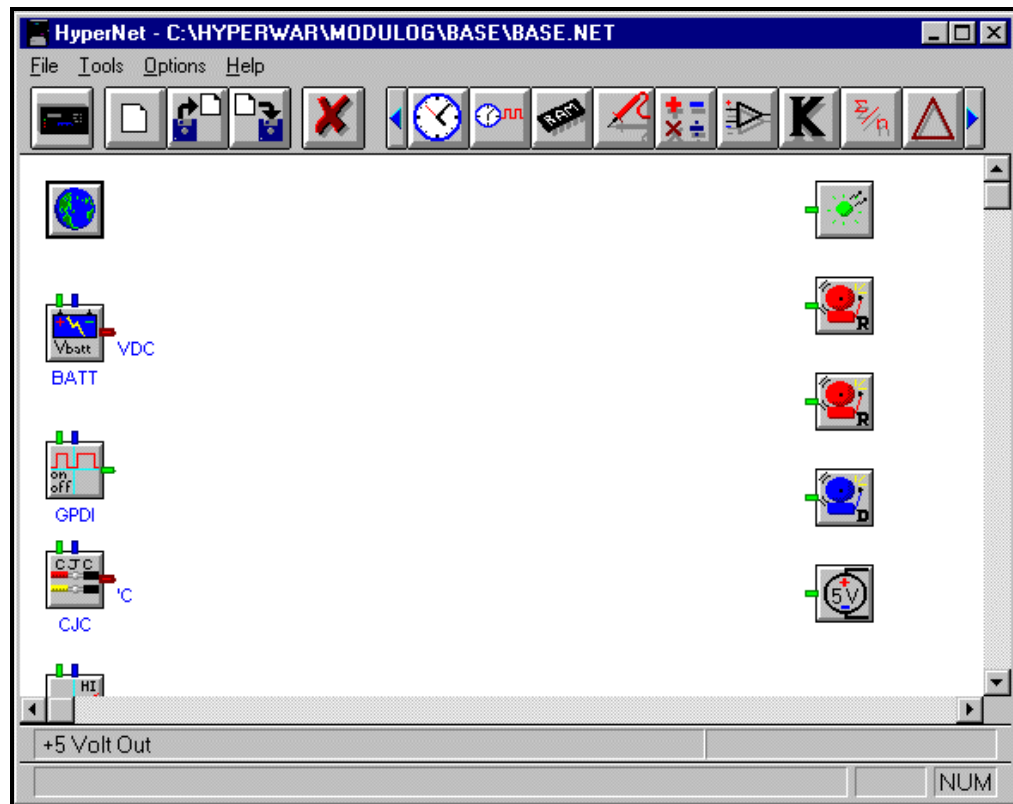 HyperNet - C:\HYPERWAR\MODULOG\BASE\BASE.NET
File Tools Options Help
RAM
K
Σ/n
Vbatt
VDC
BATT
R
on
off
GPDI
R
CJC
'C
CJC
D
5V
HI
+5 Volt Out
NUM